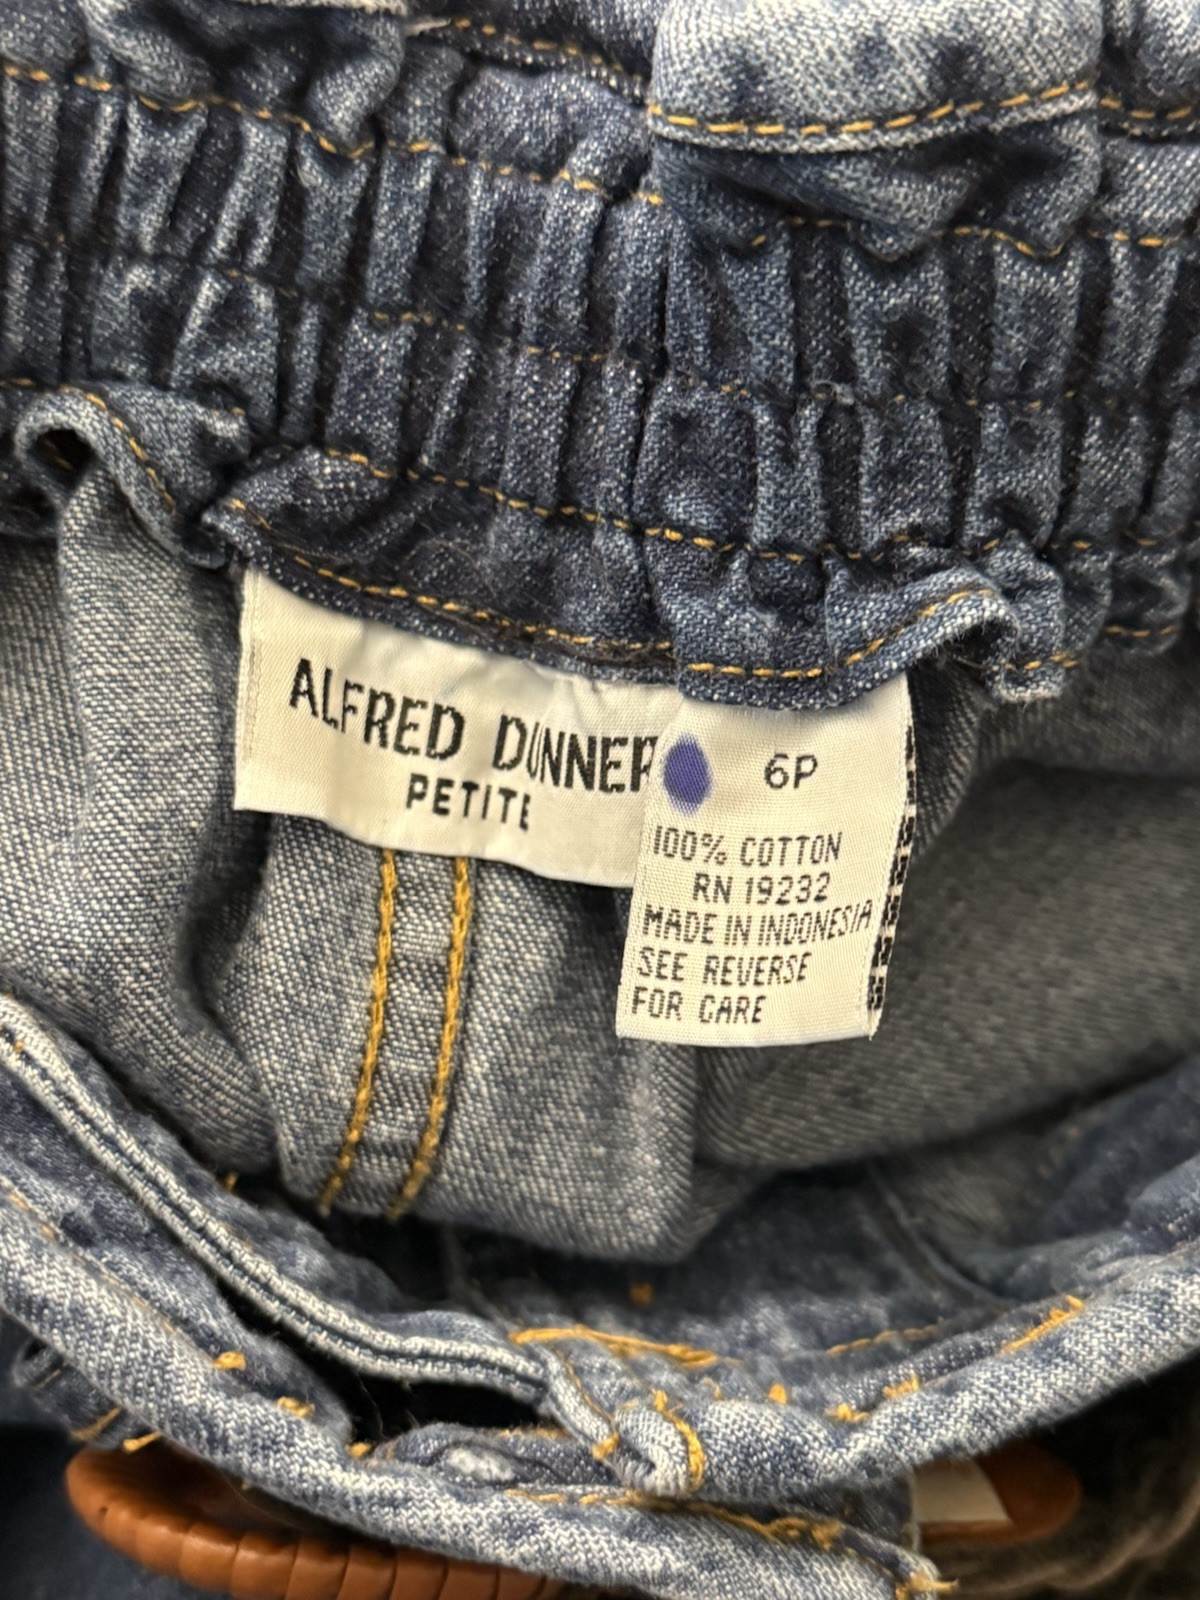 ALFRED DUNNER
PETITE
6P
100% COTTON
RN 19232
MADE IN INDONESIA
SEE REVERSE
FOR CARE